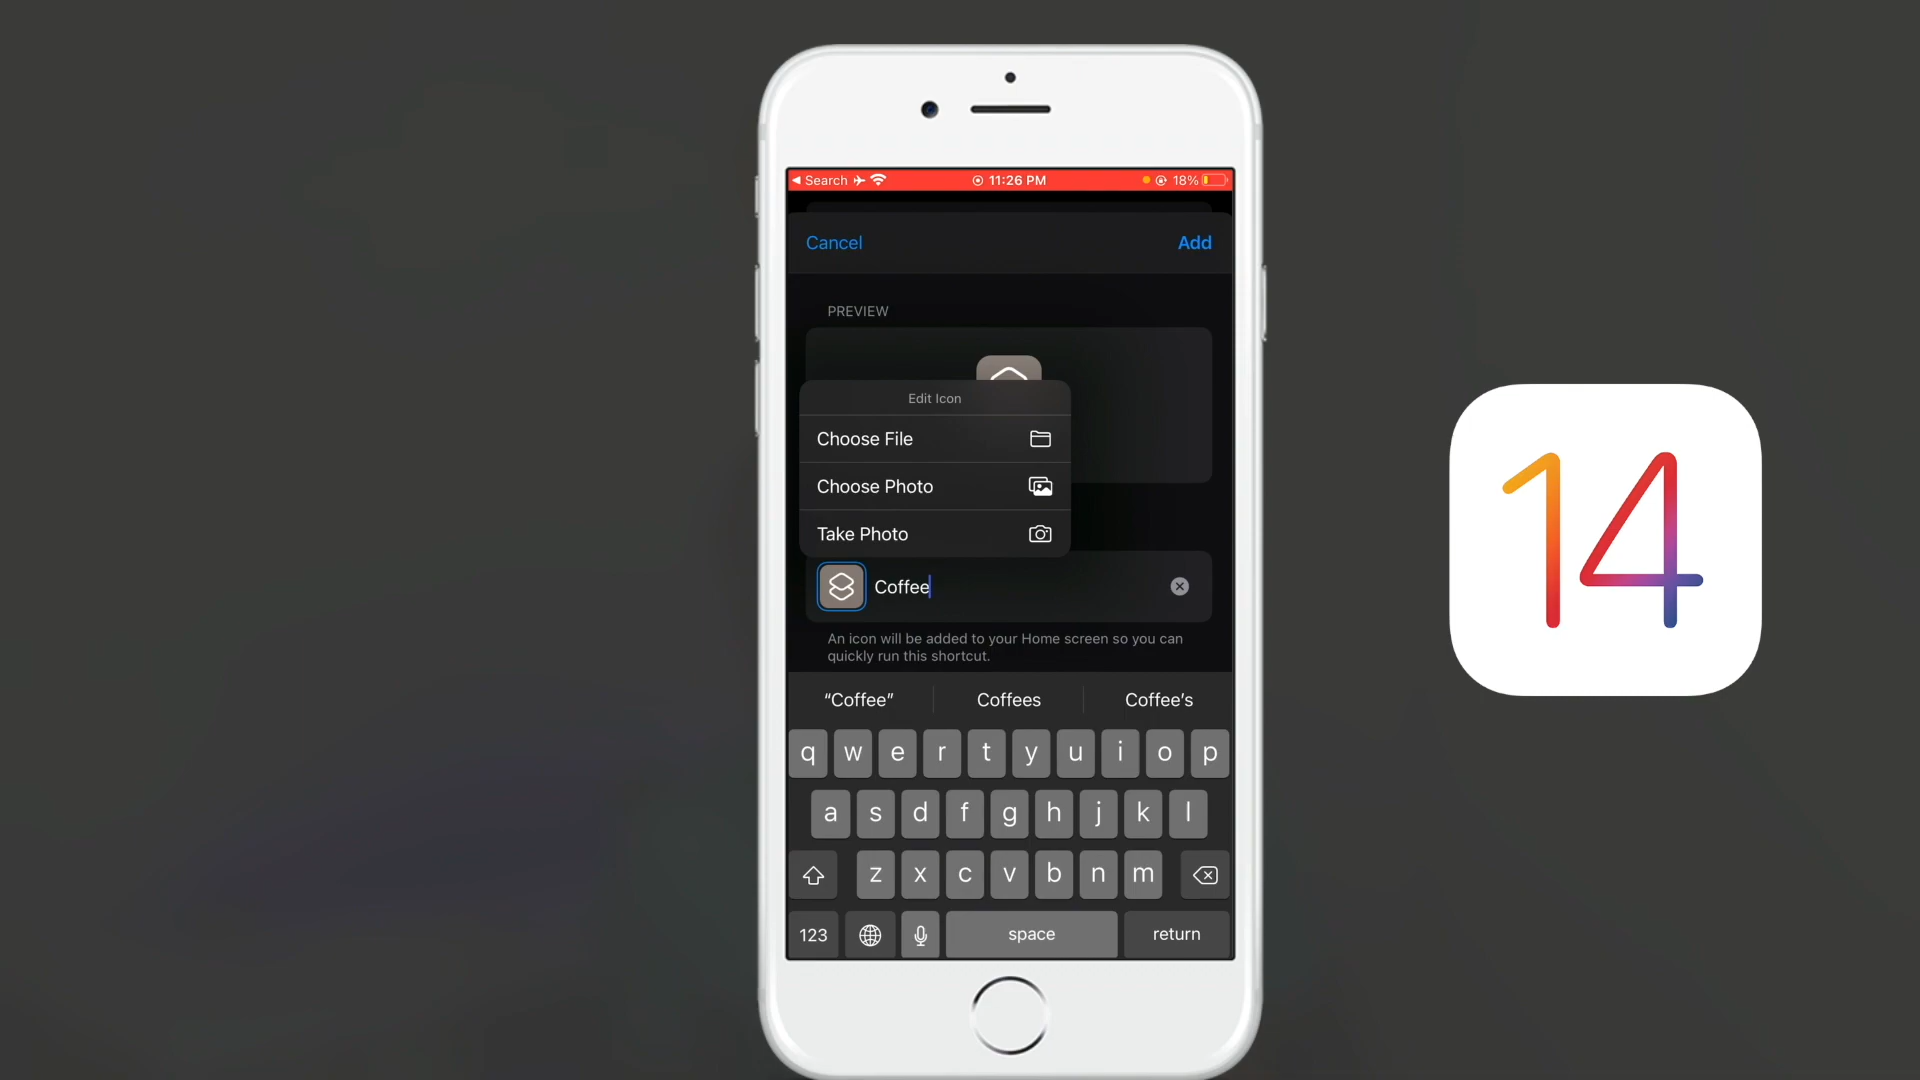 Search
11:26 PM
18%
Cancel
Add
PREVIEW
Edit Icon
Choose File
Choose Photo
Take Photo
Coffee
An icon will be added to your Home screen so you can
quickly run this shortcut.
“Coffee”
Coffees
Coffee’s
q w e r t y u i o p
a s d f g h j k l
z x c v b n m
123
space
return
14